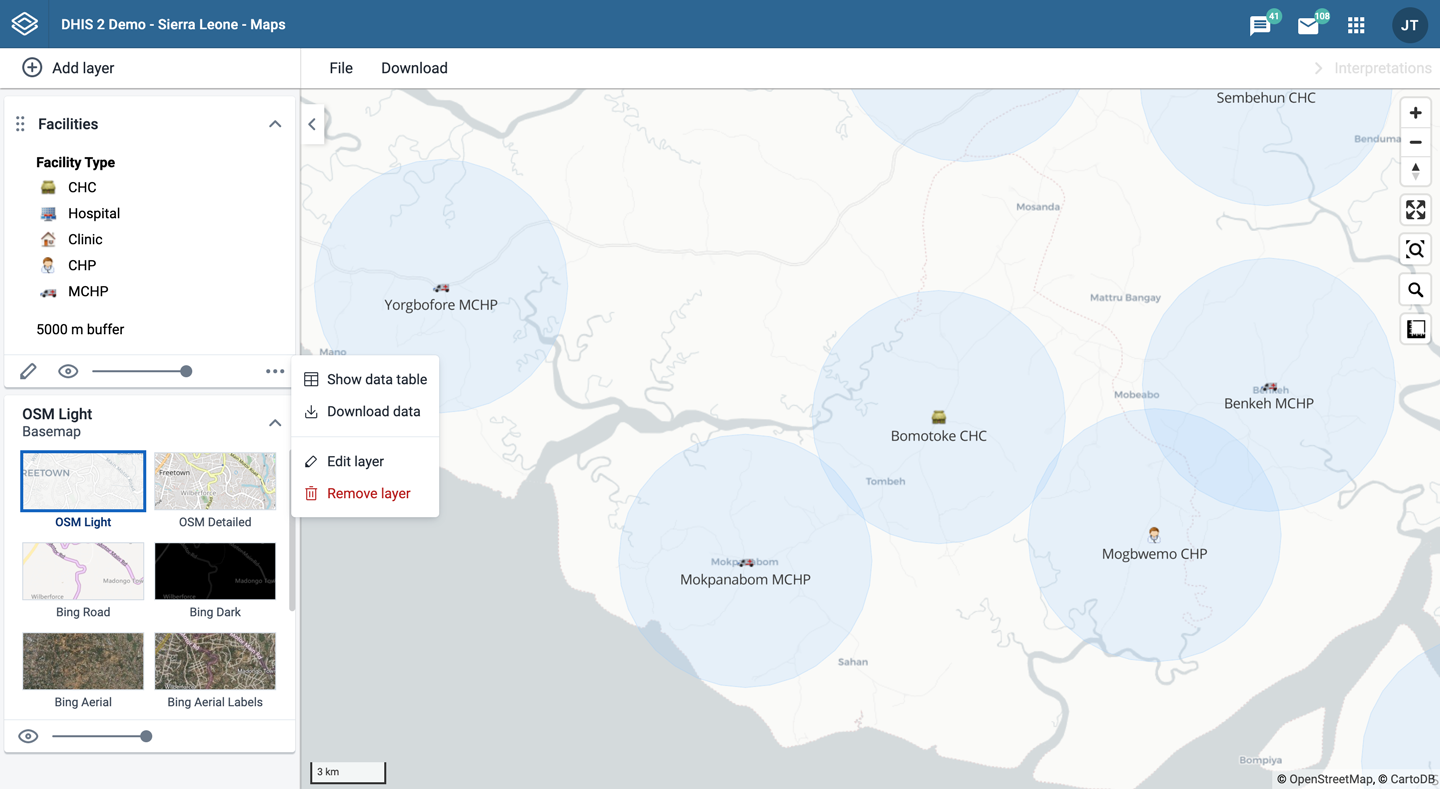 DHIS 2 Demo - Sierra Leone - Maps
41
108
JT
Add layer
File
Download
Interpretations
Facilities
Facility Type
CHC
Hospital
Clinic
CHP
MCHP
5000 m buffer
Show data table
Download data
Edit layer
Remove layer
OSM Light
Basemap
REETOWN
OSM Light
Freetown
Wilberforce
OSM Detailed
Madongo Tow
Wilberforce
Bing Road
Madongo Tow
Wilberforce
Bing Dark
Bing Aerial
Bing Aerial Labels
Sembehun CHC
Benduma
Mosanda
Yorgbofore MCHP
Mattru Bangay
Mano
Benkeh
Benkeh MCHP
Mobeabo
Bomotoke CHC
Tombeh
Mogbwemo CHP
Mokpanabom
Mokpanabom MCHP
Sahan
Bompiya
3 km
© OpenStreetMap, © CartoDB